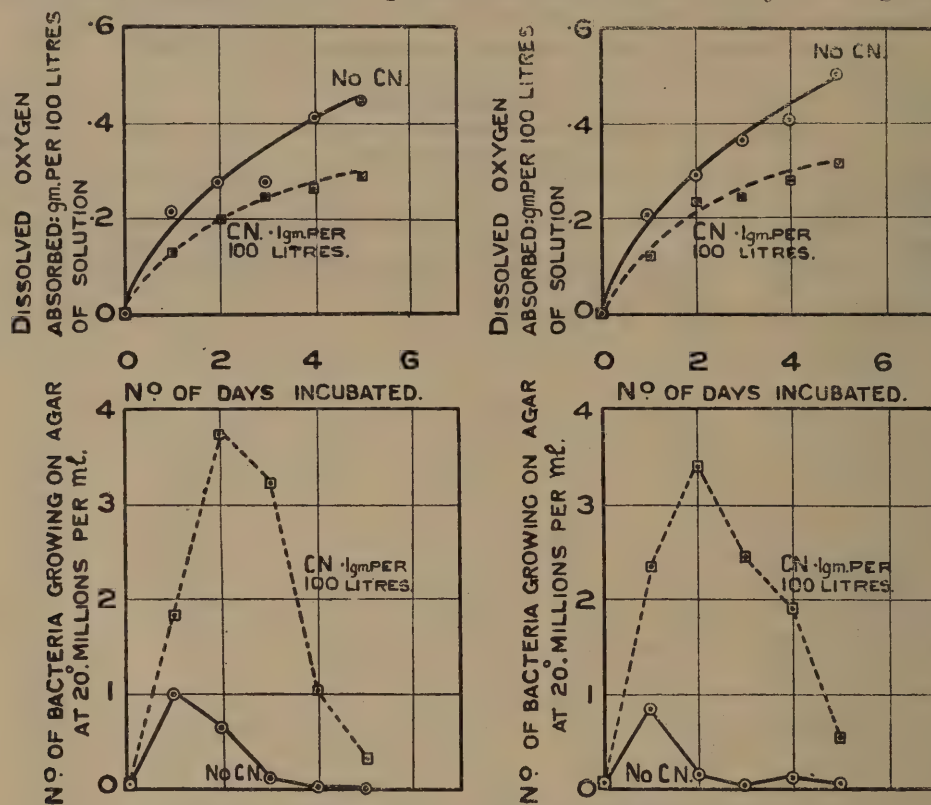 DISSOLVED OXYGEN
ABSORBED: gm. PER 100 LITRES
OF SOLUTION
·6
·4
·2
0
No CN.
CN. ·1gm. PER
100 LITRES.
0 2 4 6
Nº OF DAYS INCUBATED.
DISSOLVED OXYGEN
ABSORBED: gm. PER 100 LITRES
OF SOLUTION
·6
·4
·2
0
No CN.
CN ·1gm. PER
100 LITRES.
0 2 4 6
Nº OF DAYS INCUBATED.
Nº OF BACTERIA GROWING ON AGAR
AT 20°. MILLIONS PER ml.
4
3
2
1
0
CN ·1gm. PER
100 LITRES.
No CN.
Nº OF BACTERIA GROWING ON AGAR
AT 20°. MILLIONS PER ml.
4
3
2
1
0
CN ·1gm. PER
100 LITRES.
No CN.